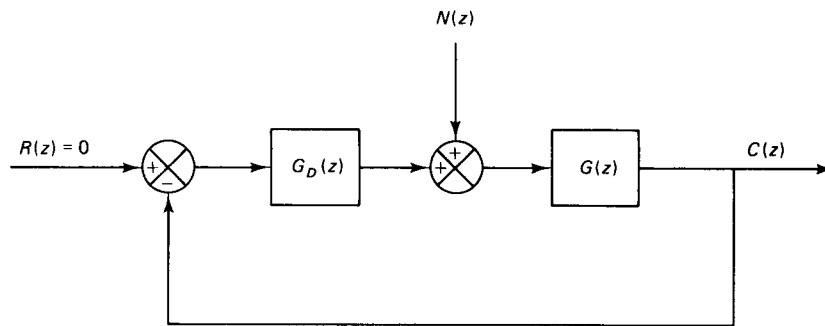 N(z)
R(z) = 0
+
−
G_D(z)
+
+
G(z)
C(z)